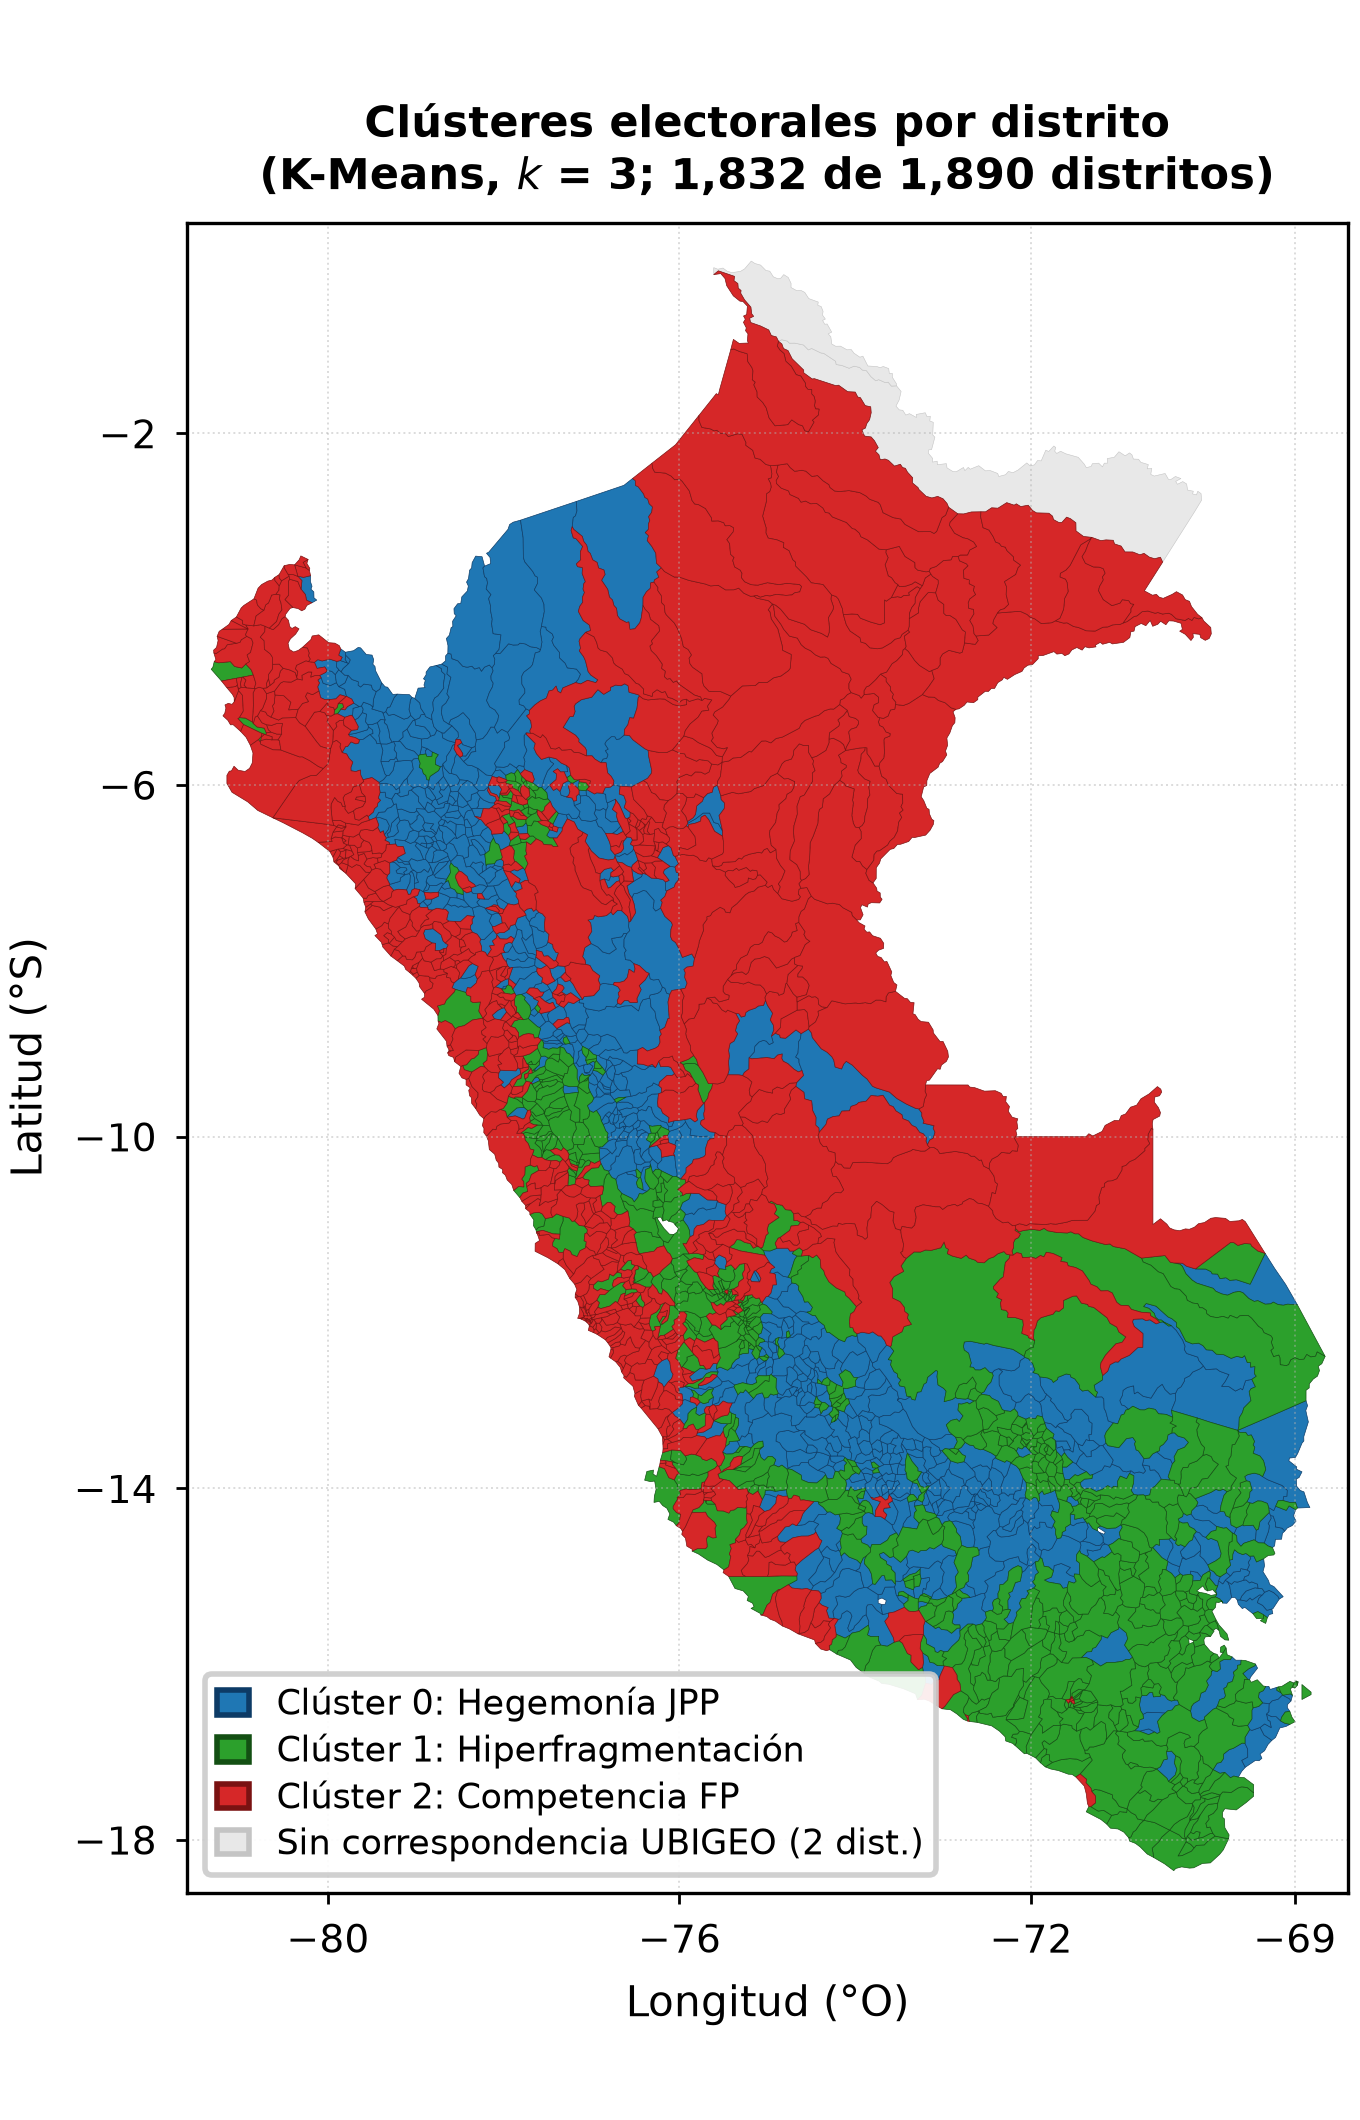 Clústeres electorales por distrito
(K-Means, k = 3; 1,832 de 1,890 distritos)
Latitud (°S)
−2
−6
−10
−14
−18
Clúster 0: Hegemonía JPP
Clúster 1: Hiperfragmentación
Clúster 2: Competencia FP
Sin correspondencia UBIGEO (2 dist.)
−80
−76
−72
−69
Longitud (°O)